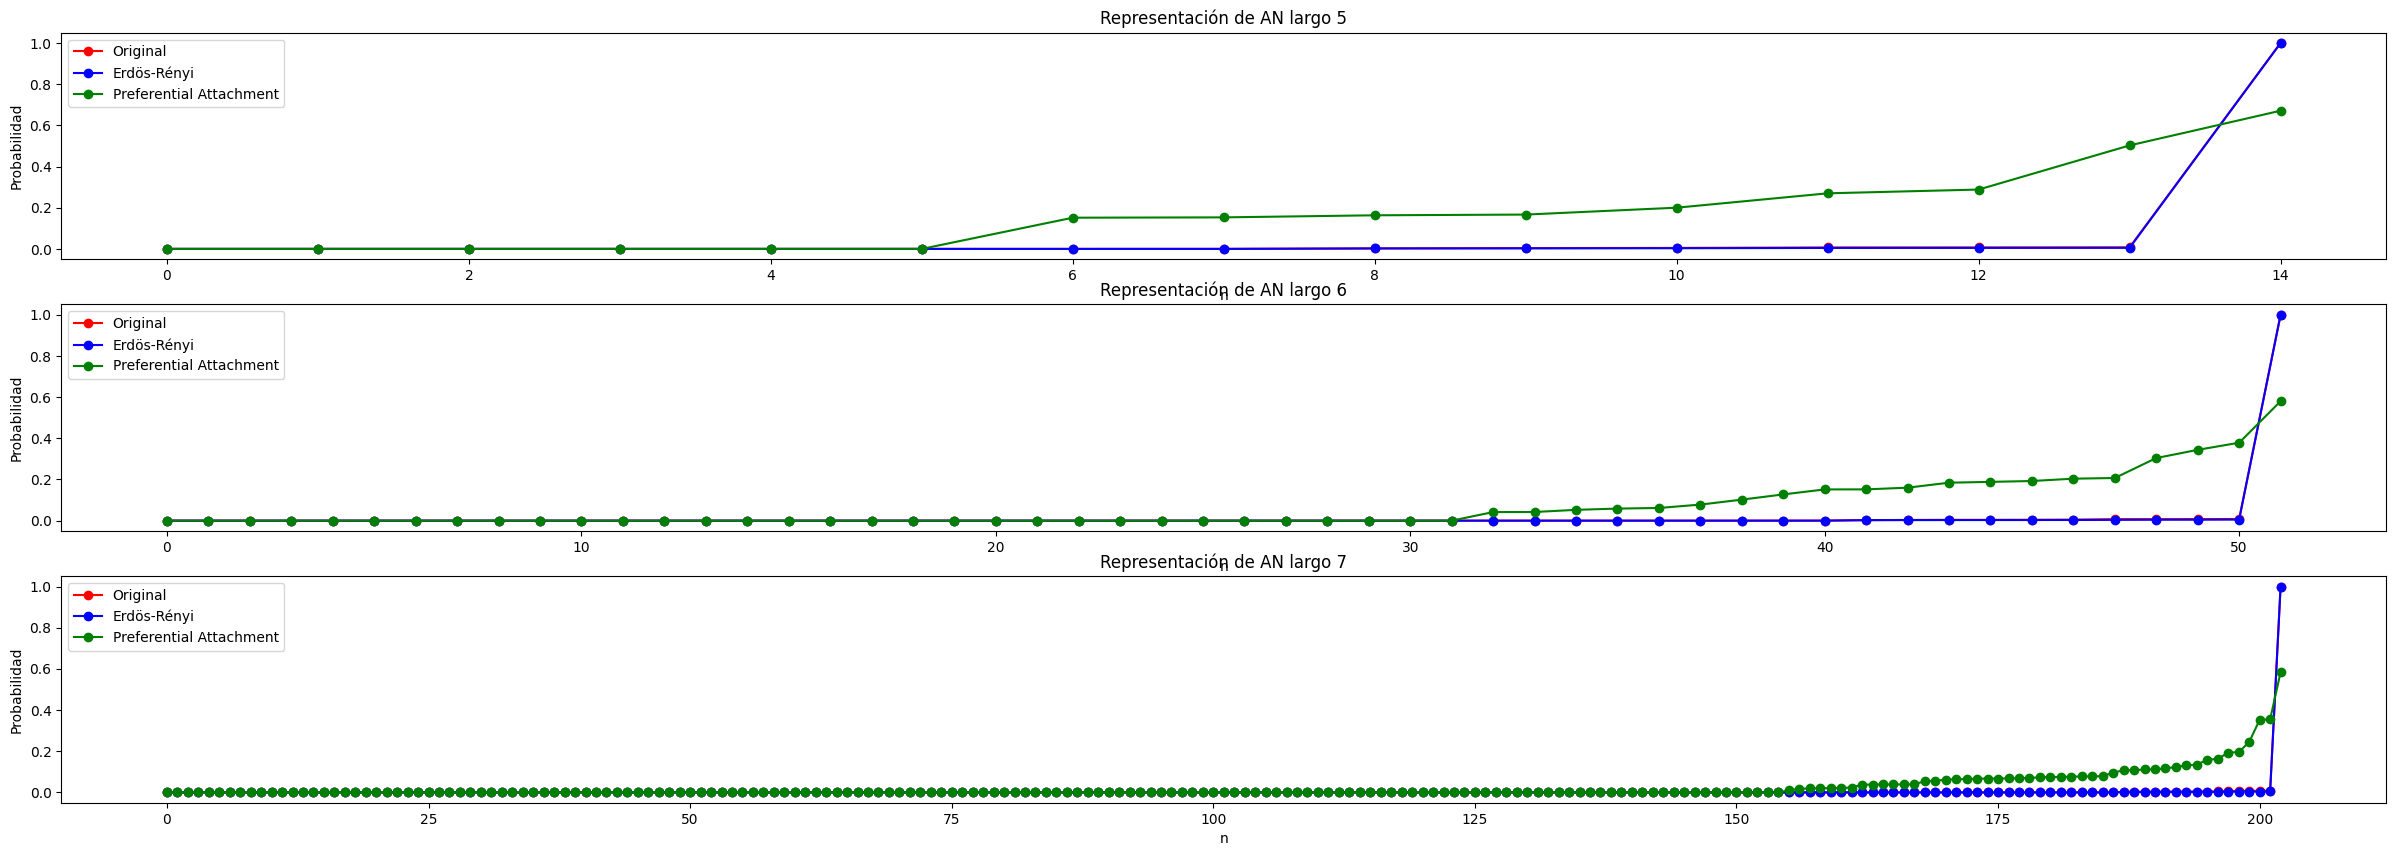 Representación de AN largo 5
Original
Erdös-Rényi
Preferential Attachment
1.0
0.8
0.6
0.4
0.2
0.0
Probabilidad
0 2 4 6 8 10 12 14
n
Representación de AN largo 6
Original
Erdös-Rényi
Preferential Attachment
1.0
0.8
0.6
0.4
0.2
0.0
Probabilidad
0 10 20 30 40 50
n
Representación de AN largo 7
Original
Erdös-Rényi
Preferential Attachment
1.0
0.8
0.6
0.4
0.2
0.0
Probabilidad
0 25 50 75 100 125 150 175 200
n